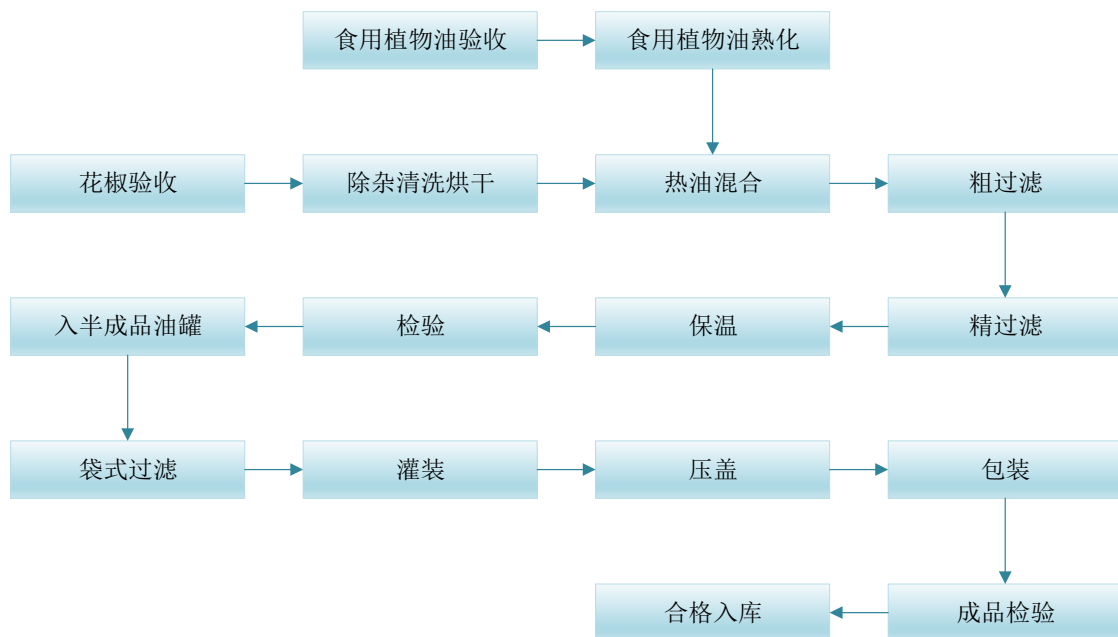 食用植物油验收
食用植物油熟化
花椒验收
除杂清洗烘干
热油混合
粗过滤
入半成品油罐
检验
保温
精过滤
袋式过滤
灌装
压盖
包装
合格入库
成品检验